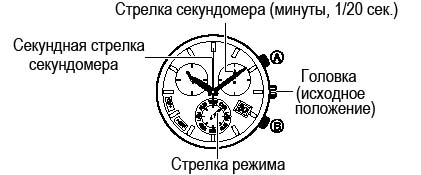 Стрелка секундомера (минуты, 1/20 сек.)
Секундная стрелка
секундомера
A
Головка
(исходное
положение)
B
Стрелка режима